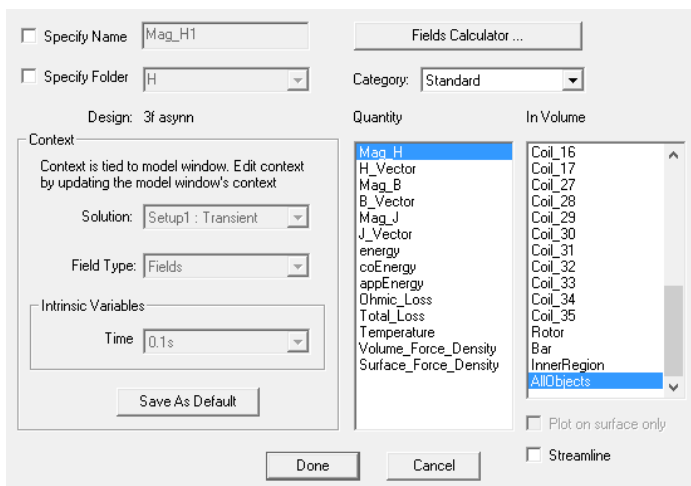 Specify Name Mag_H1
Fields Calculator ...
Specify Folder H
Category: Standard
Design: 3f asynn
Quantity
In Volume
Context
Context is tied to model window. Edit context
by updating the model window's context
Solution: Setup1 : Transient
Field Type: Fields
Intrinsic Variables
Time 0.1s
Save As Default
Mag_H
H_Vector
Mag_B
B_Vector
Mag_J
J_Vector
energy
coEnergy
appEnergy
Ohmic_Loss
Total_Loss
Temperature
Volume_Force_Density
Surface_Force_Density
Coil_16
Coil_17
Coil_27
Coil_28
Coil_29
Coil_30
Coil_31
Coil_32
Coil_33
Coil_34
Coil_35
Rotor
Bar
InnerRegion
AllObjects
Plot on surface only
Streamline
Done
Cancel